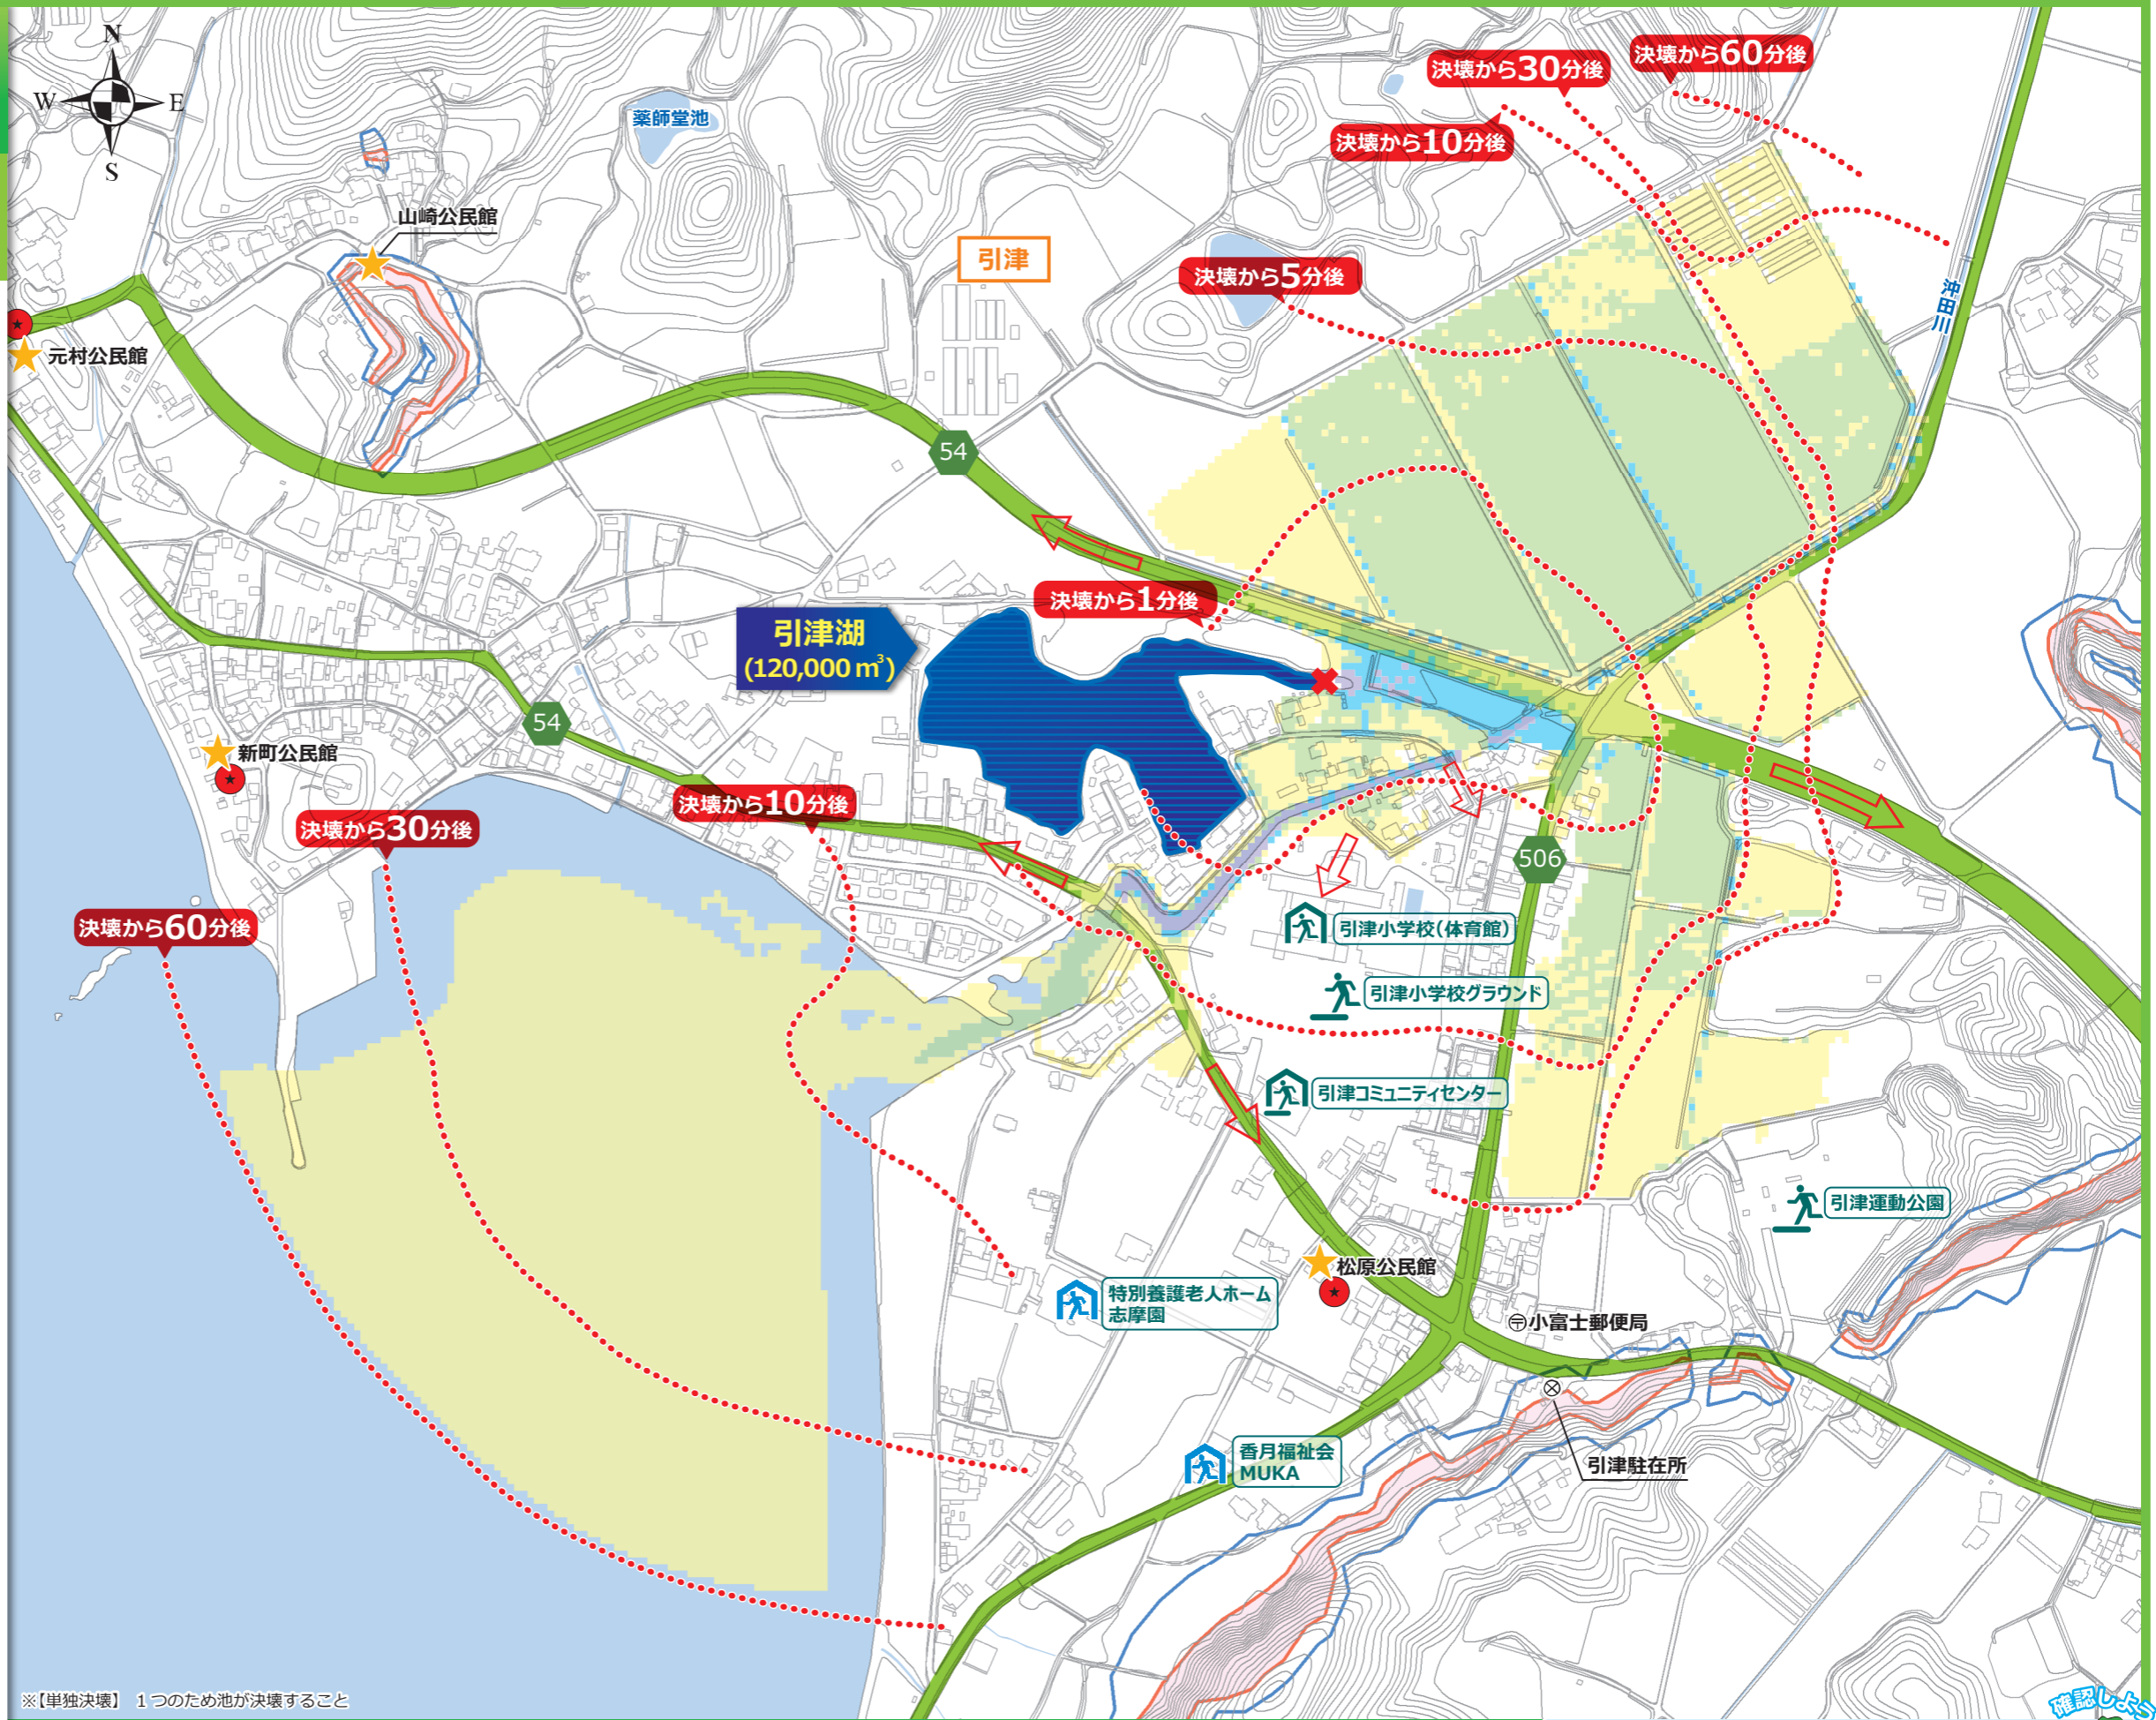 N
W
E
S
決壊から30分後
決壊から60分後
決壊から10分後
薬師堂池
山崎公民館
引津
決壊から5分後
沖田川
元村公民館
54
決壊から1分後
引津湖
(120,000㎥)
54
新町公民館
決壊から10分後
決壊から30分後
506
決壊から60分後
引津小学校(体育館)
引津小学校グラウンド
引津コミュニティセンター
引津運動公園
松原公民館
特別養護老人ホーム
志摩園
〒小富士郵便局
香月福祉会
MUKA
引津駐在所
※【単独決壊】 1つのため池が決壊すること
確認しよう